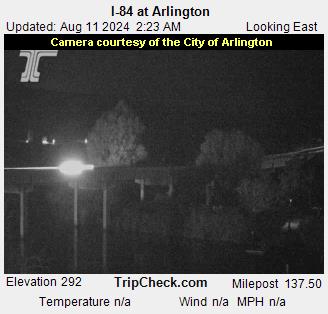 I-84 at Arlington
Updated: Aug 11 2024 2:23 AM Looking East
Camera courtesy of the City of Arlington
Elevation 292 TripCheck.com Milepost 137.50
Temperature n/a Wind n/a MPH n/a